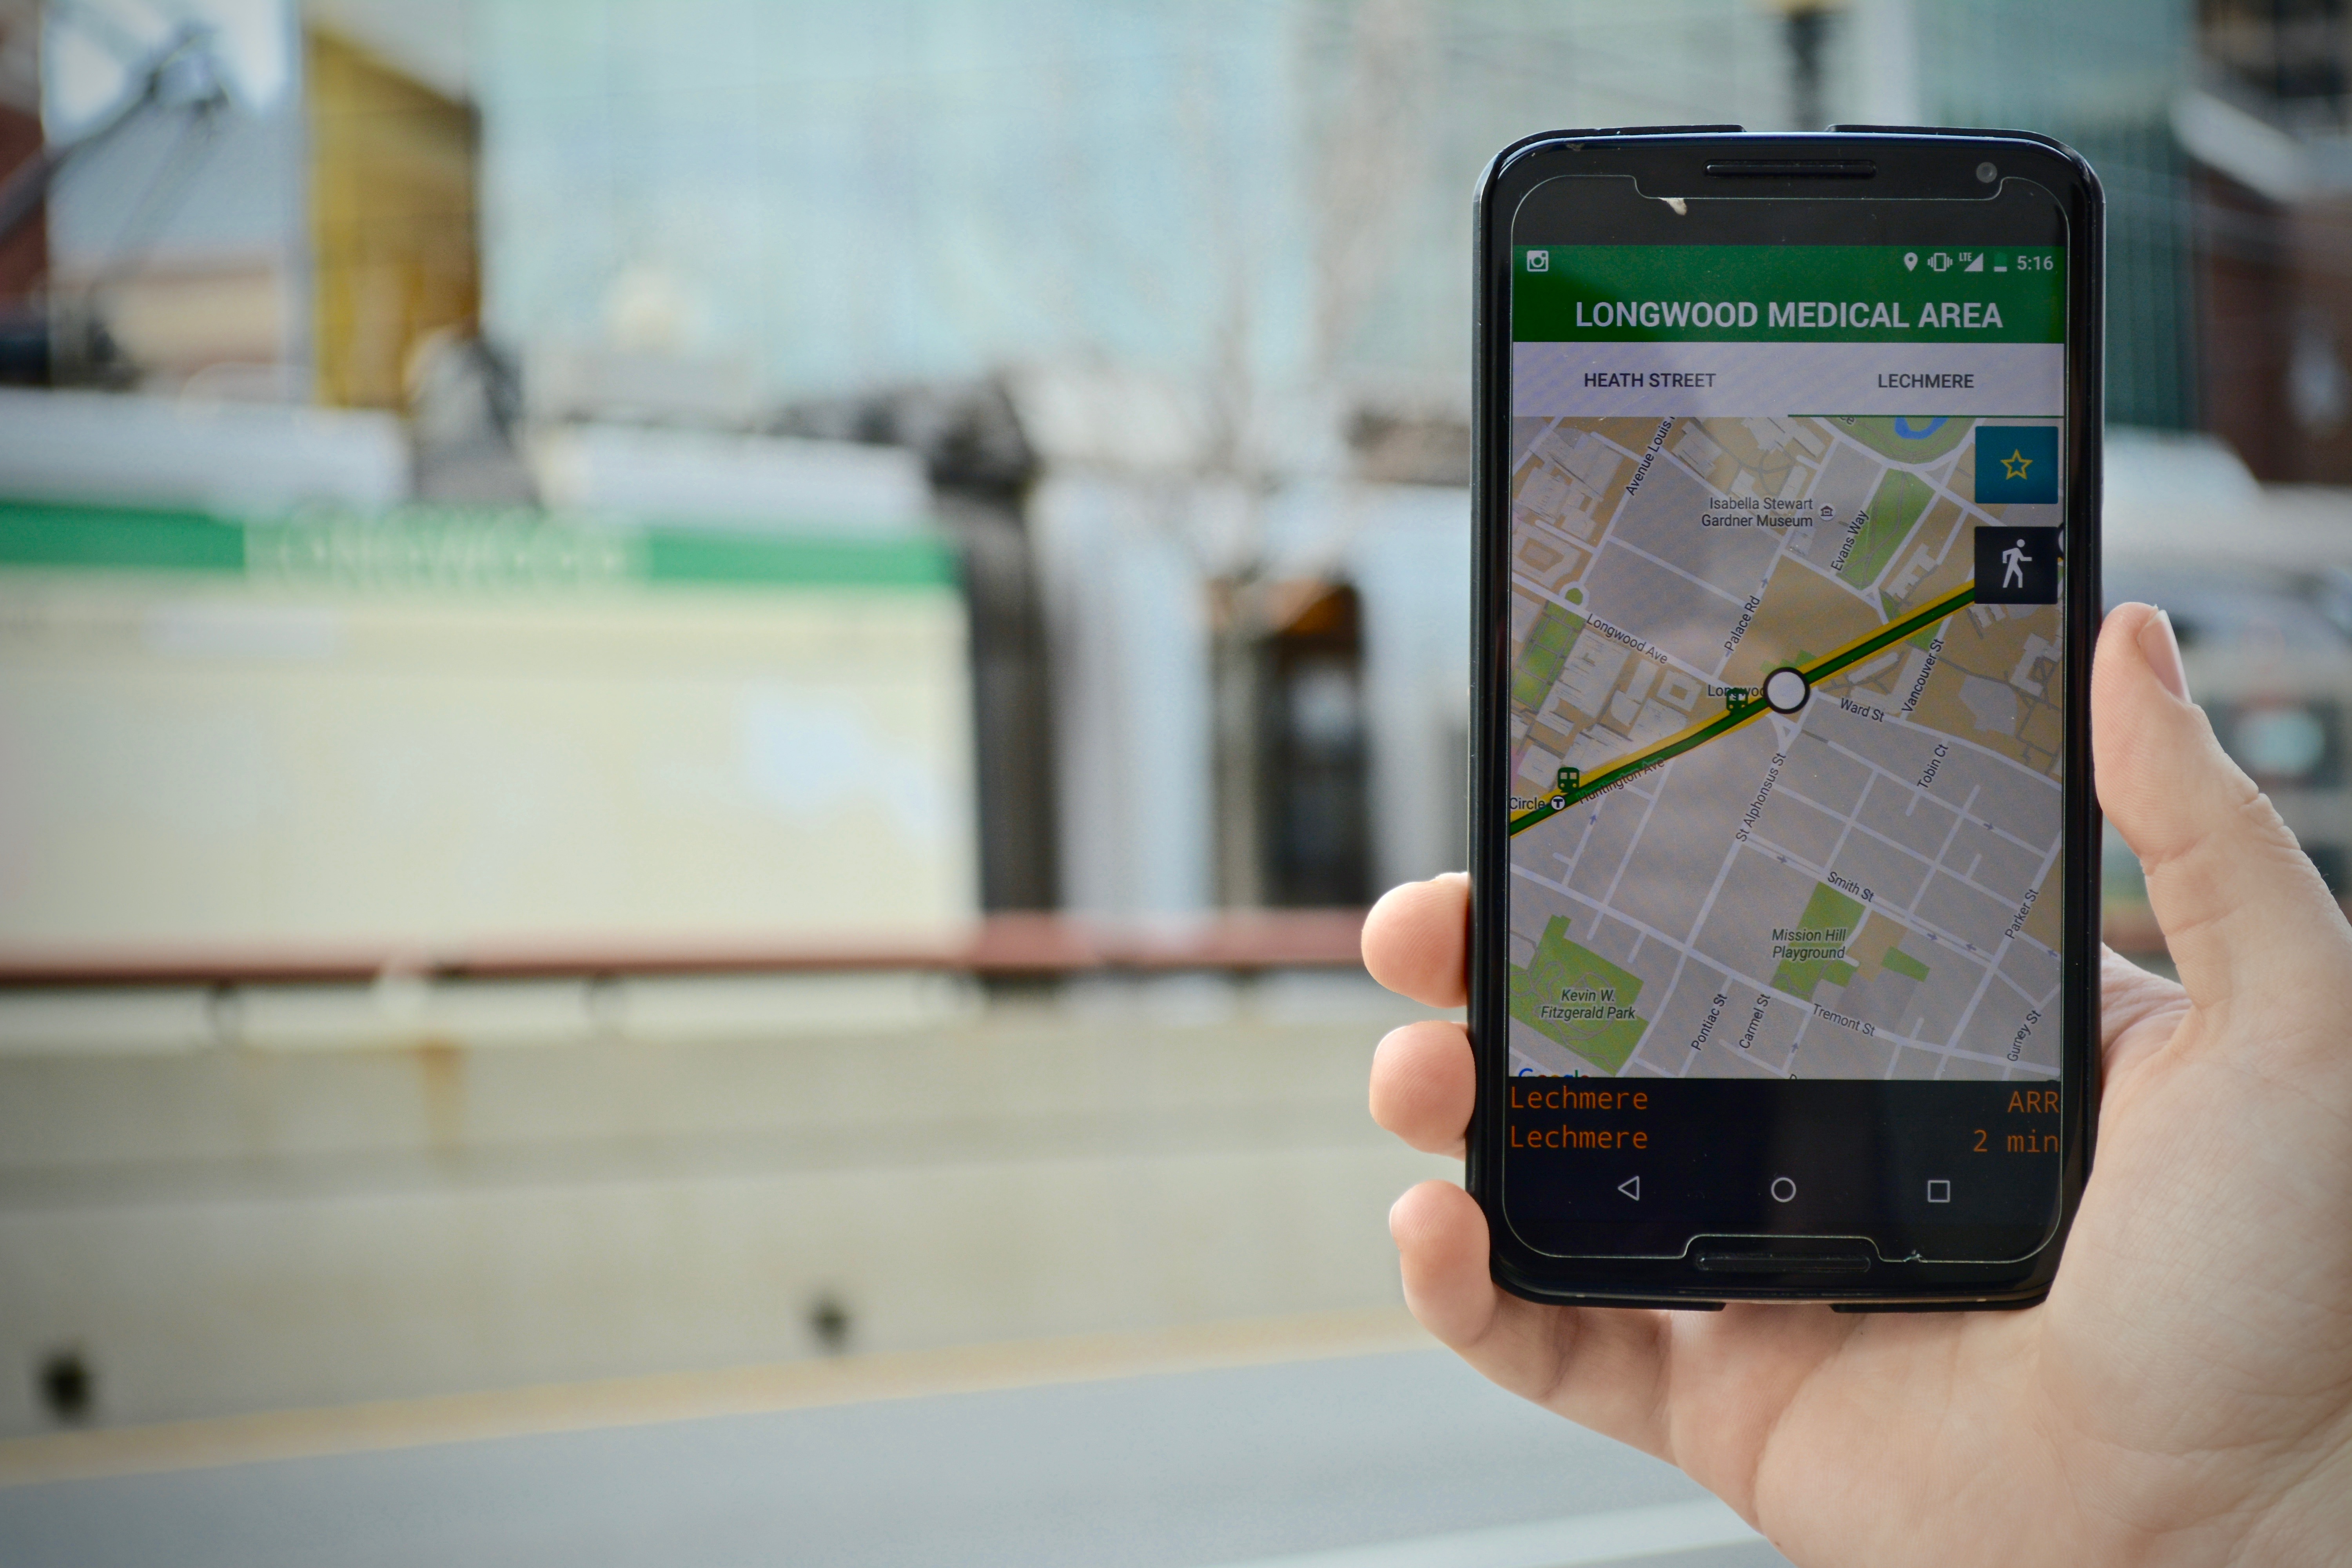 LTE 5:16
LONGWOOD MEDICAL AREA
HEATH STREET
LECHMERE
Avenue Louis
Isabella Stewart
Gardner Museum
Evans Way
Palace Rd
Longwood Ave
Vancouver St
Ward St
Tobin Ct
Circle
T
Huntington Ave
St Alphonsus St
Smith St
Parker St
Mission Hill
Playground
Kevin W.
Fitzgerald Park
Pontiac St
Carmel St
Tremont St
Gurney St
Google
Lechmere ARR
Lechmere 2 min